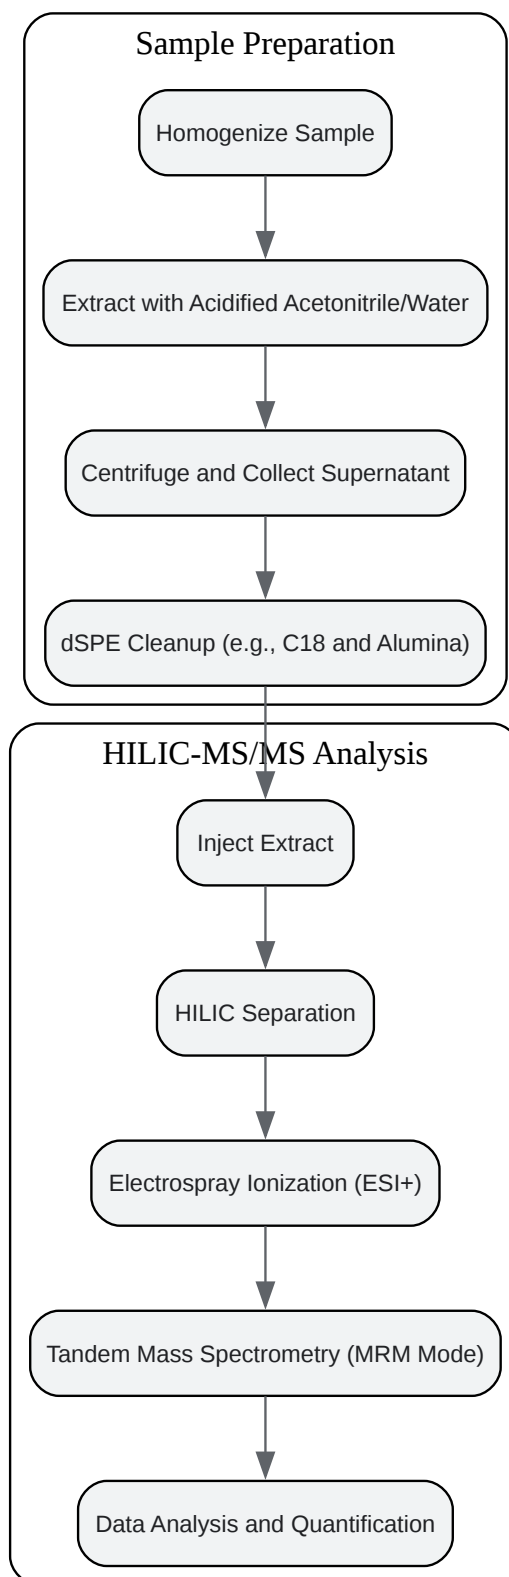 Sample Preparation
Homogenize Sample
Extract with Acidified Acetonitrile/Water
Centrifuge and Collect Supernatant
dSPE Cleanup (e.g., C18 and Alumina)
HILIC-MS/MS Analysis
Inject Extract
HILIC Separation
Electrospray Ionization (ESI+)
Tandem Mass Spectrometry (MRM Mode)
Data Analysis and Quantification